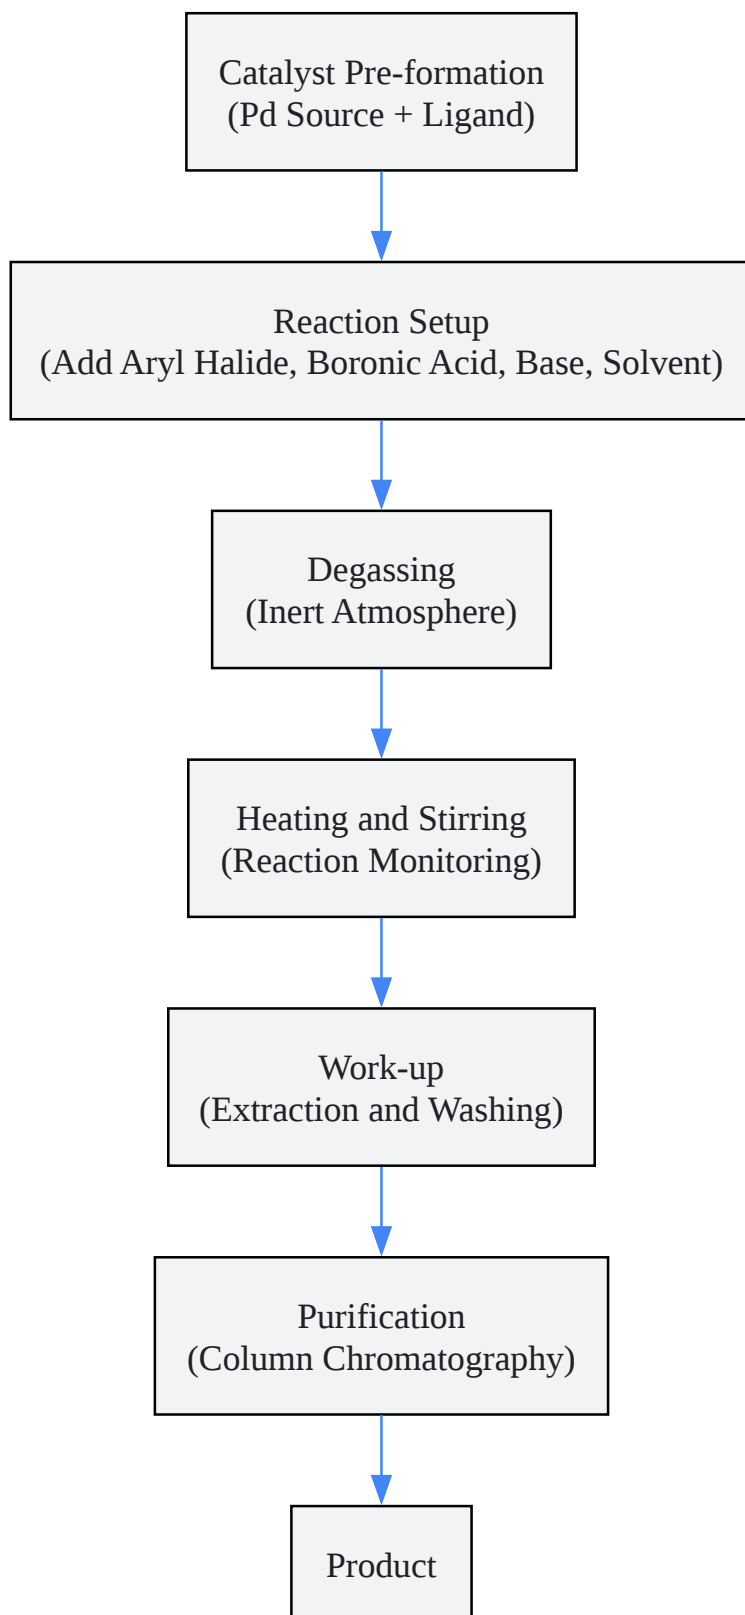 Catalyst Pre-formation
(Pd Source + Ligand)
Reaction Setup
(Add Aryl Halide, Boronic Acid, Base, Solvent)
Degassing
(Inert Atmosphere)
Heating and Stirring
(Reaction Monitoring)
Work-up
(Extraction and Washing)
Purification
(Column Chromatography)
Product